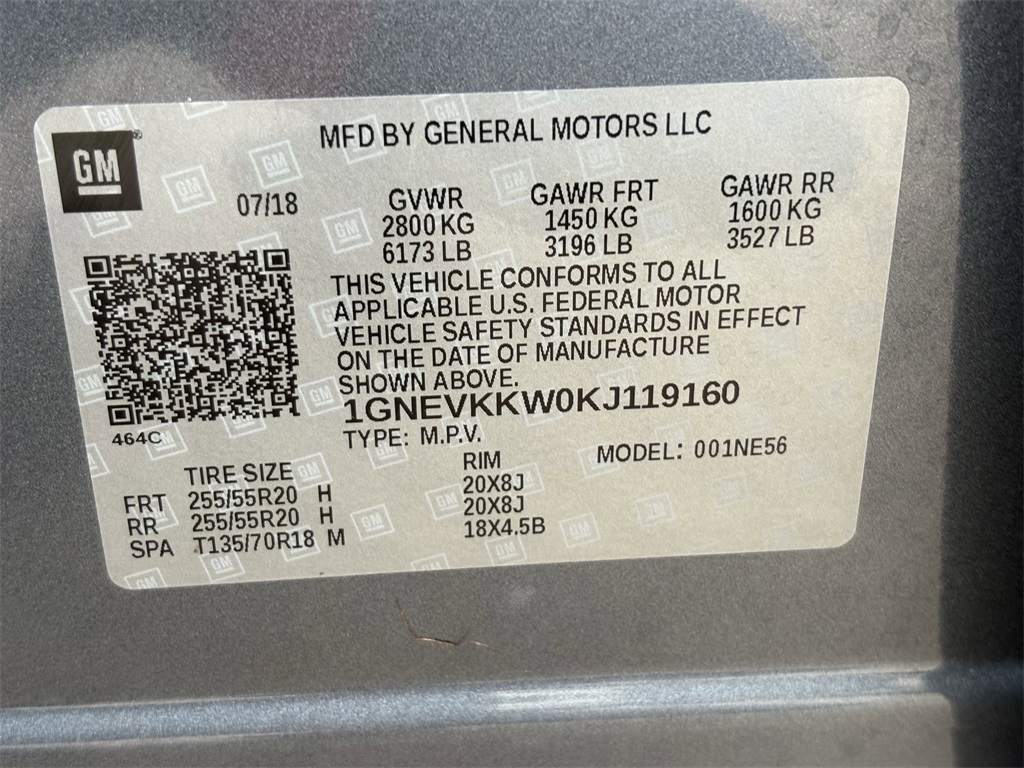 GM
MFD BY GENERAL MOTORS LLC
07/18
GVWR
2800 KG
6173 LB
GAWR FRT
1450 KG
3196 LB
GAWR RR
1600 KG
3527 LB
THIS VEHICLE CONFORMS TO ALL
APPLICABLE U.S. FEDERAL MOTOR
VEHICLE SAFETY STANDARDS IN EFFECT
ON THE DATE OF MANUFACTURE
SHOWN ABOVE.
1GNEVKKW0KJ119160
464C
TYPE: M.P.V.
MODEL: 001NE56
TIRE SIZE RIM
FRT 255/55R20 H 20X8J
RR 255/55R20 H 20X8J
SPA T135/70R18 M 18X4.5B